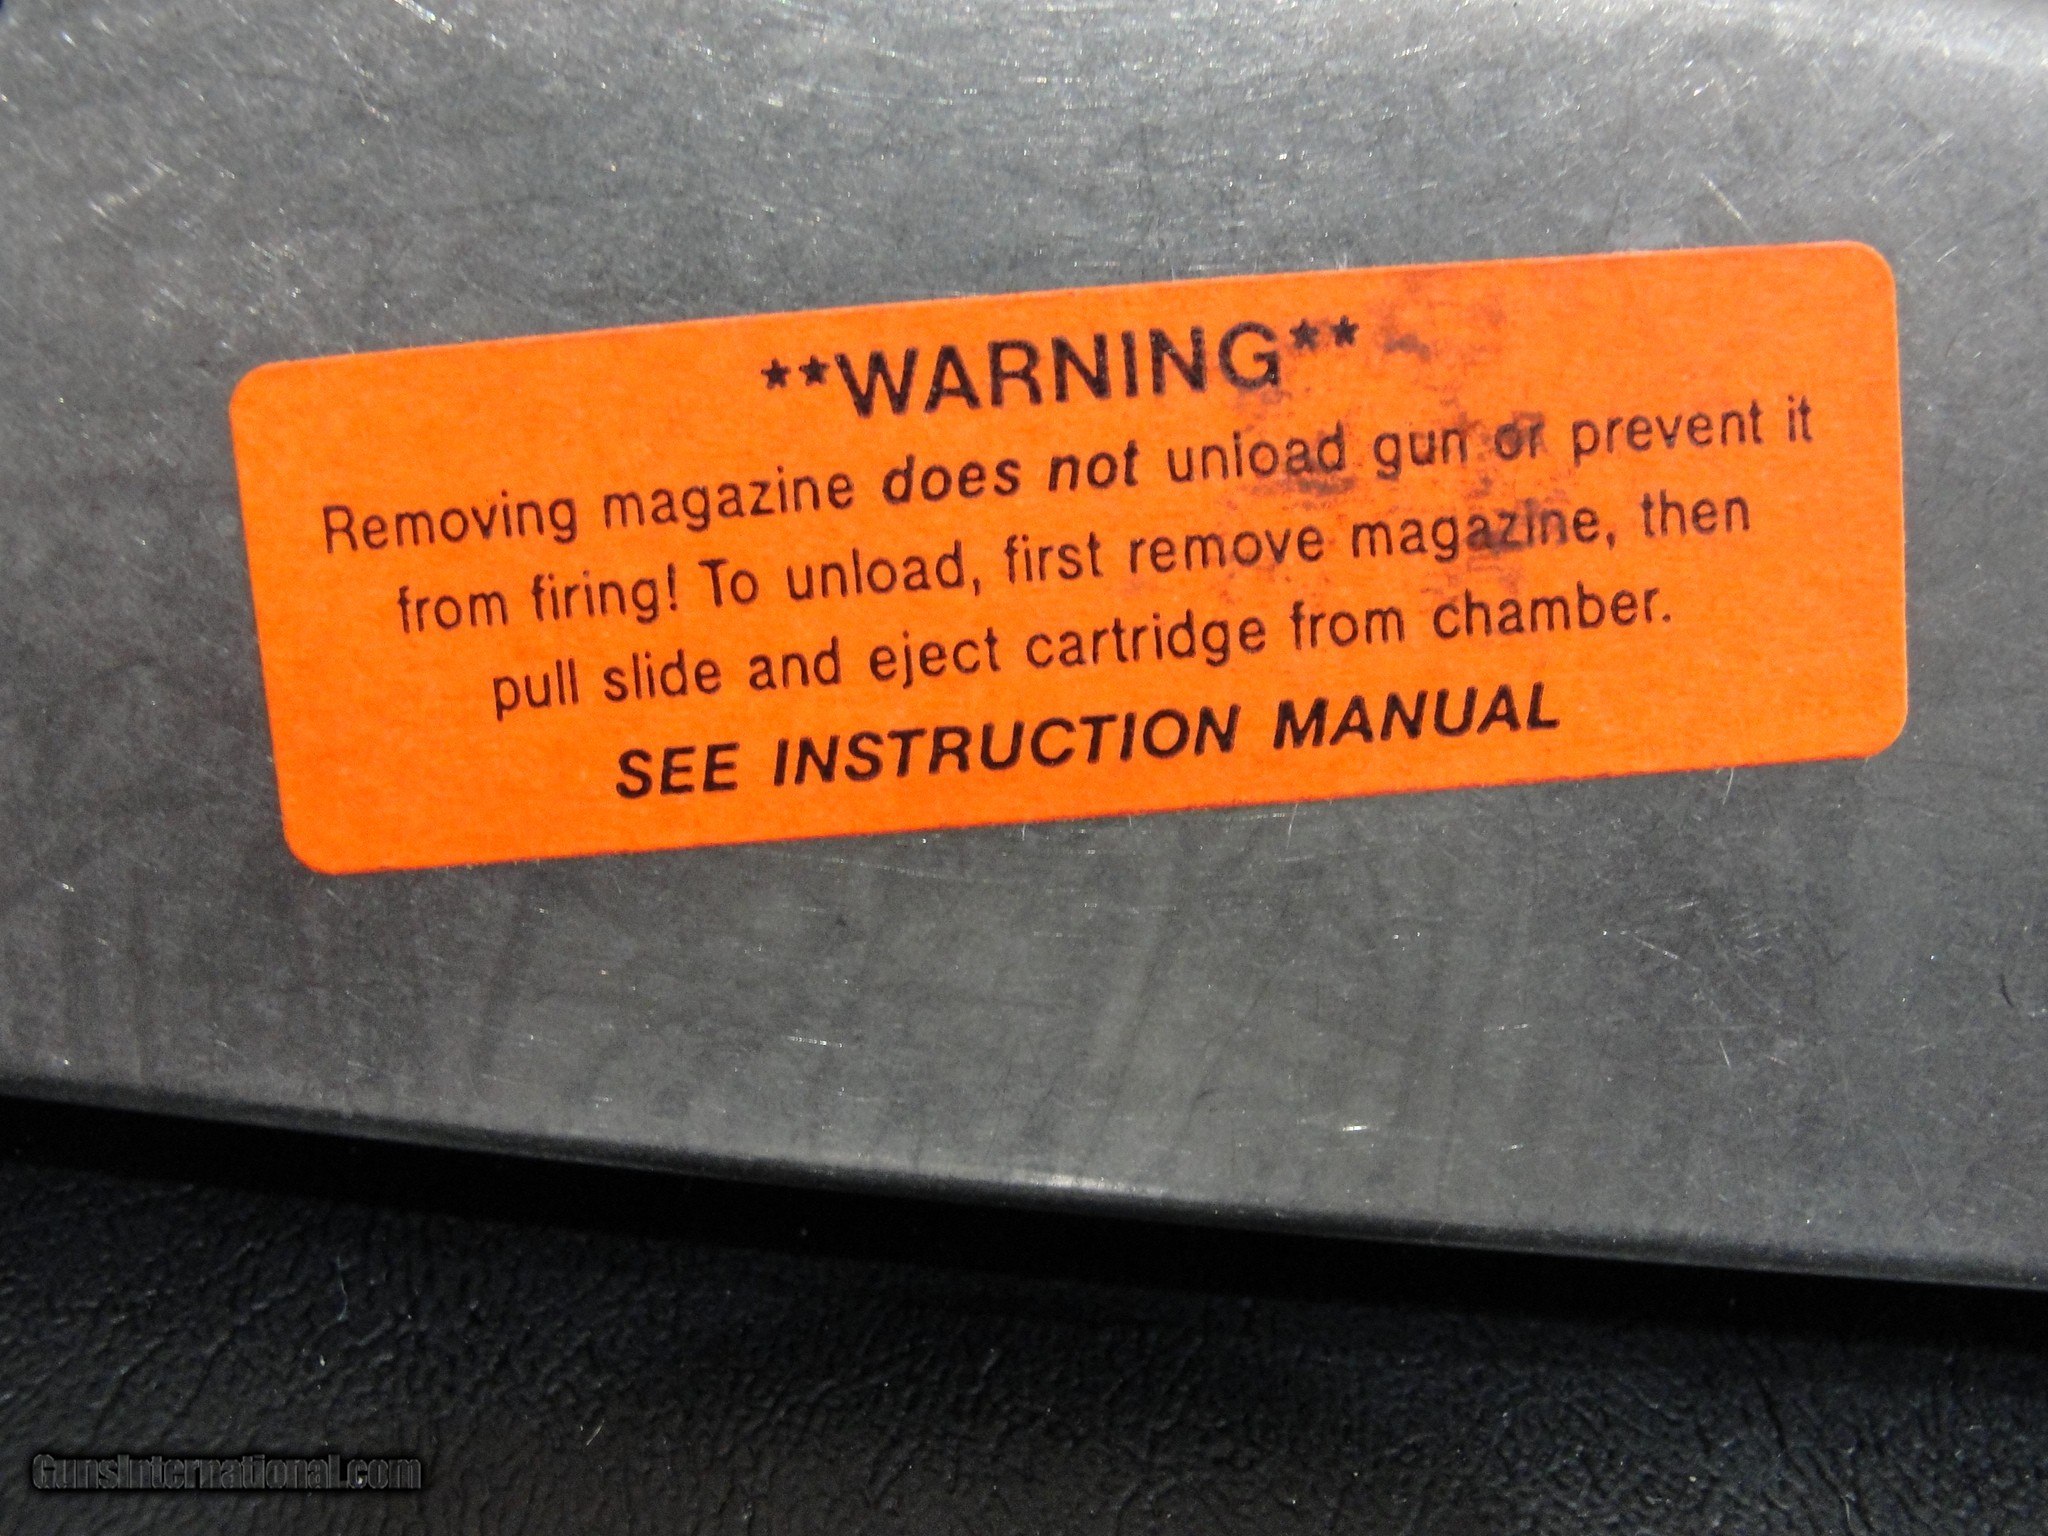 **WARNING**
Removing magazine does not unload gun or prevent it
from firing! To unload, first remove magazine, then
pull slide and eject cartridge from chamber.
SEE INSTRUCTION MANUAL
GunsInternational.com